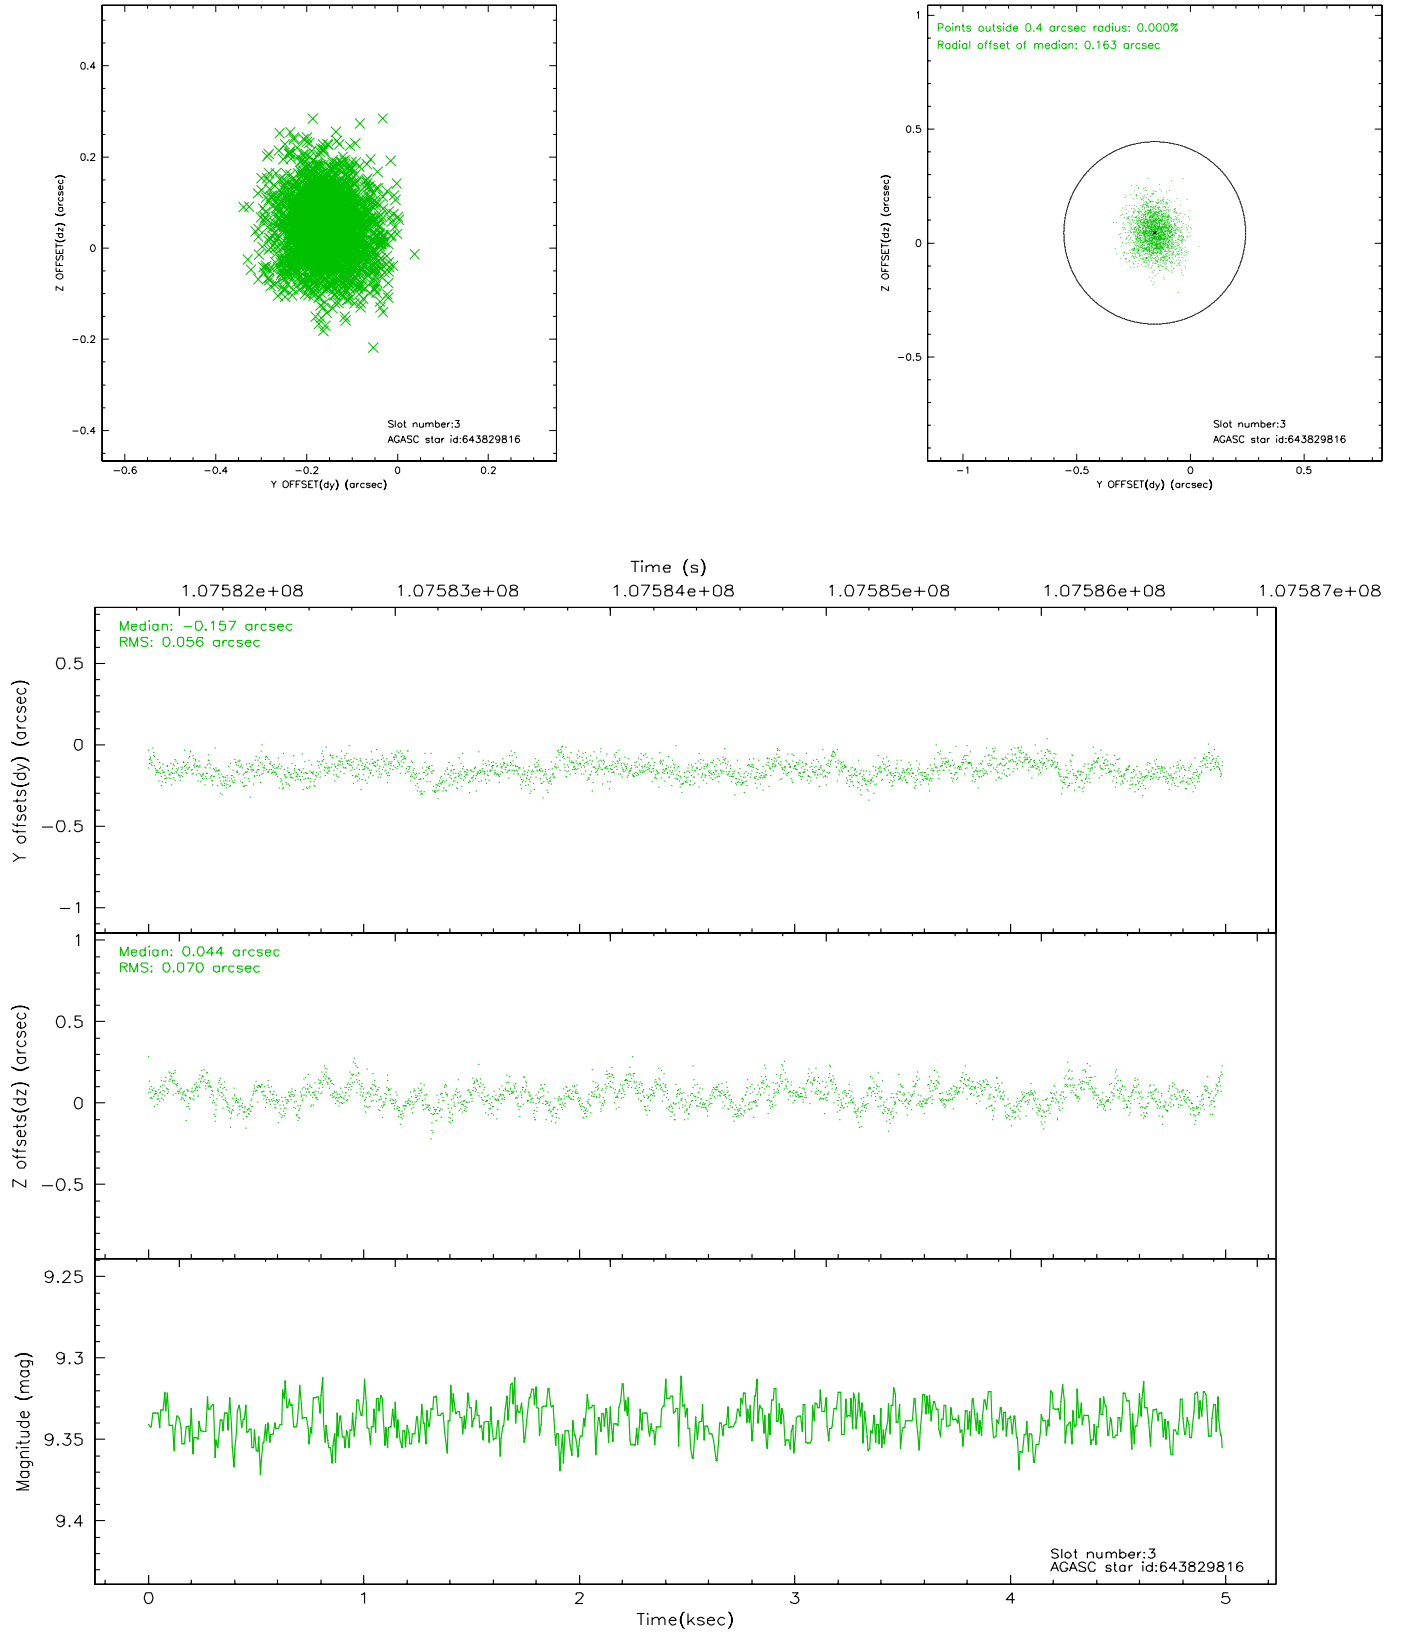 0.4
0.2
0
−0.2
−0.4
Z OFFSET(dz) (arcsec)
Slot number:3
AGASC star id:643829816
−0.6 −0.4 −0.2 0 0.2
Y OFFSET(dy) (arcsec)
Points outside 0.4 arcsec radius: 0.000%
Radial offset of median: 0.163 arcsec
1
0.5
0
−0.5
Z OFFSET(dz) (arcsec)
Slot number:3
AGASC star id:643829816
−1 −0.5 0 0.5
Y OFFSET(dy) (arcsec)
Time (s)
1.07582e+08 1.07583e+08 1.07584e+08 1.07585e+08 1.07586e+08 1.07587e+08
Median: −0.157 arcsec
RMS: 0.056 arcsec
0.5
0
−0.5
−1
Y offsets(dy) (arcsec)
Median: 0.044 arcsec
RMS: 0.070 arcsec
1
0.5
0
−0.5
Z offsets(dz) (arcsec)
9.25
9.3
9.35
9.4
Magnitude (mag)
Slot number:3
AGASC star id:643829816
0 1 2 3 4 5
Time(ksec)